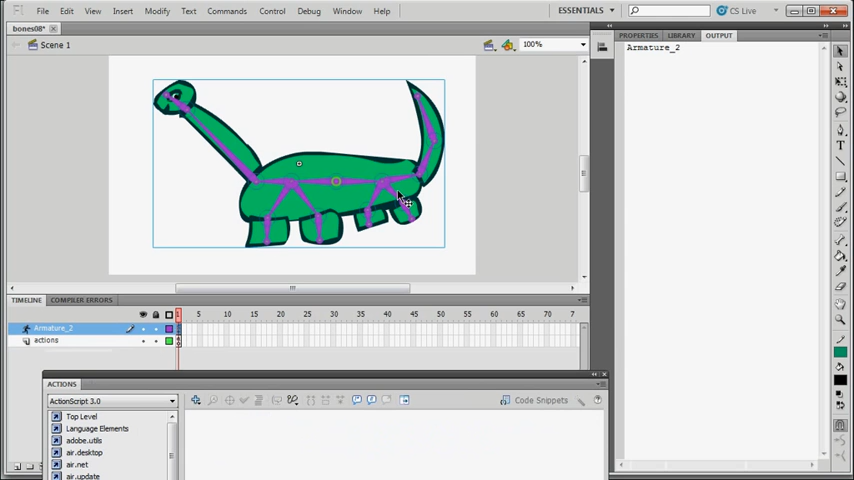 File Edit View Insert Modify Text Commands Control Debug Window Help ESSENTIALS CS Live
bones08*
PROPERTIES LIBRARY OUTPUT
Scene 1 100%
Armature_2
TIMELINE COMPILER ERRORS
1 5 10 15 20 25 30 35 40 45 50 55 60 65 70 7
Armature_2
actions
ACTIONS
ActionScript 3.0 Code Snippets
Top Level
Language Elements
adobe.utils
air.desktop
air.net
air.update